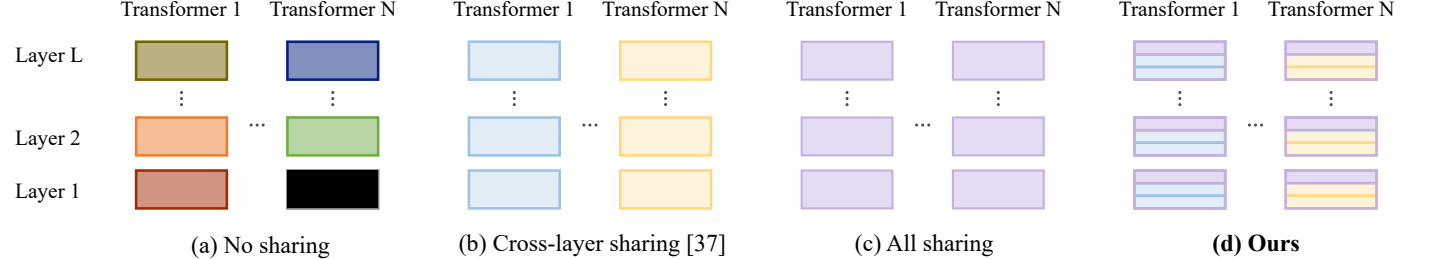 Transformer 1 Transformer N Transformer 1 Transformer N Transformer 1 Transformer N Transformer 1 Transformer N
Layer L
⋮ ⋮ ⋮ ⋮ ⋮ ⋮ ⋮ ⋮
Layer 2 ... ... ... ...
Layer 1
(a) No sharing (b) Cross-layer sharing [37] (c) All sharing (d) Ours